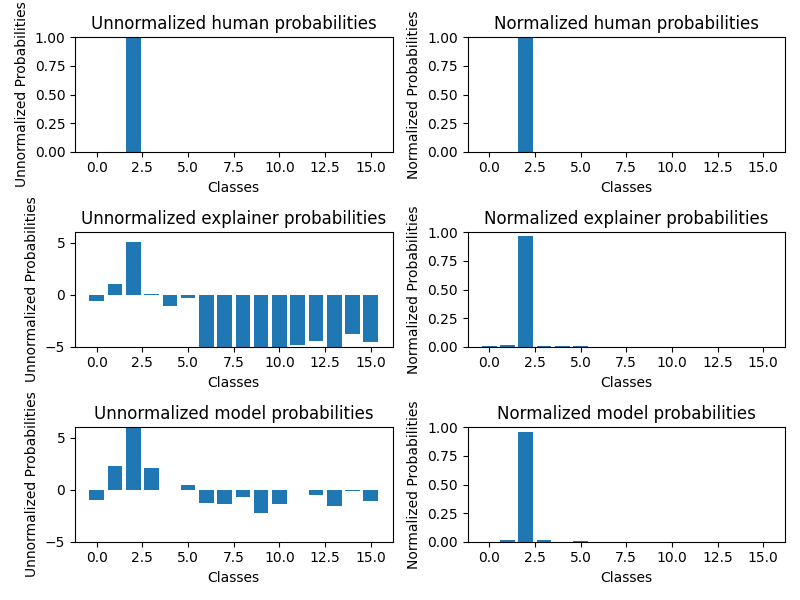 Unnormalized human probabilities
Unnormalized Probabilities
1.00
0.75
0.50
0.25
0.00
0.0 2.5 5.0 7.5 10.0 12.5 15.0
Classes
Normalized human probabilities
Normalized Probabilities
1.00
0.75
0.50
0.25
0.00
0.0 2.5 5.0 7.5 10.0 12.5 15.0
Classes
Unnormalized explainer probabilities
Unnormalized Probabilities
5
0
−5
0.0 2.5 5.0 7.5 10.0 12.5 15.0
Classes
Normalized explainer probabilities
Normalized Probabilities
1.00
0.75
0.50
0.25
0.00
0.0 2.5 5.0 7.5 10.0 12.5 15.0
Classes
Unnormalized model probabilities
Unnormalized Probabilities
5
0
−5
0.0 2.5 5.0 7.5 10.0 12.5 15.0
Classes
Normalized model probabilities
Normalized Probabilities
1.00
0.75
0.50
0.25
0.00
0.0 2.5 5.0 7.5 10.0 12.5 15.0
Classes